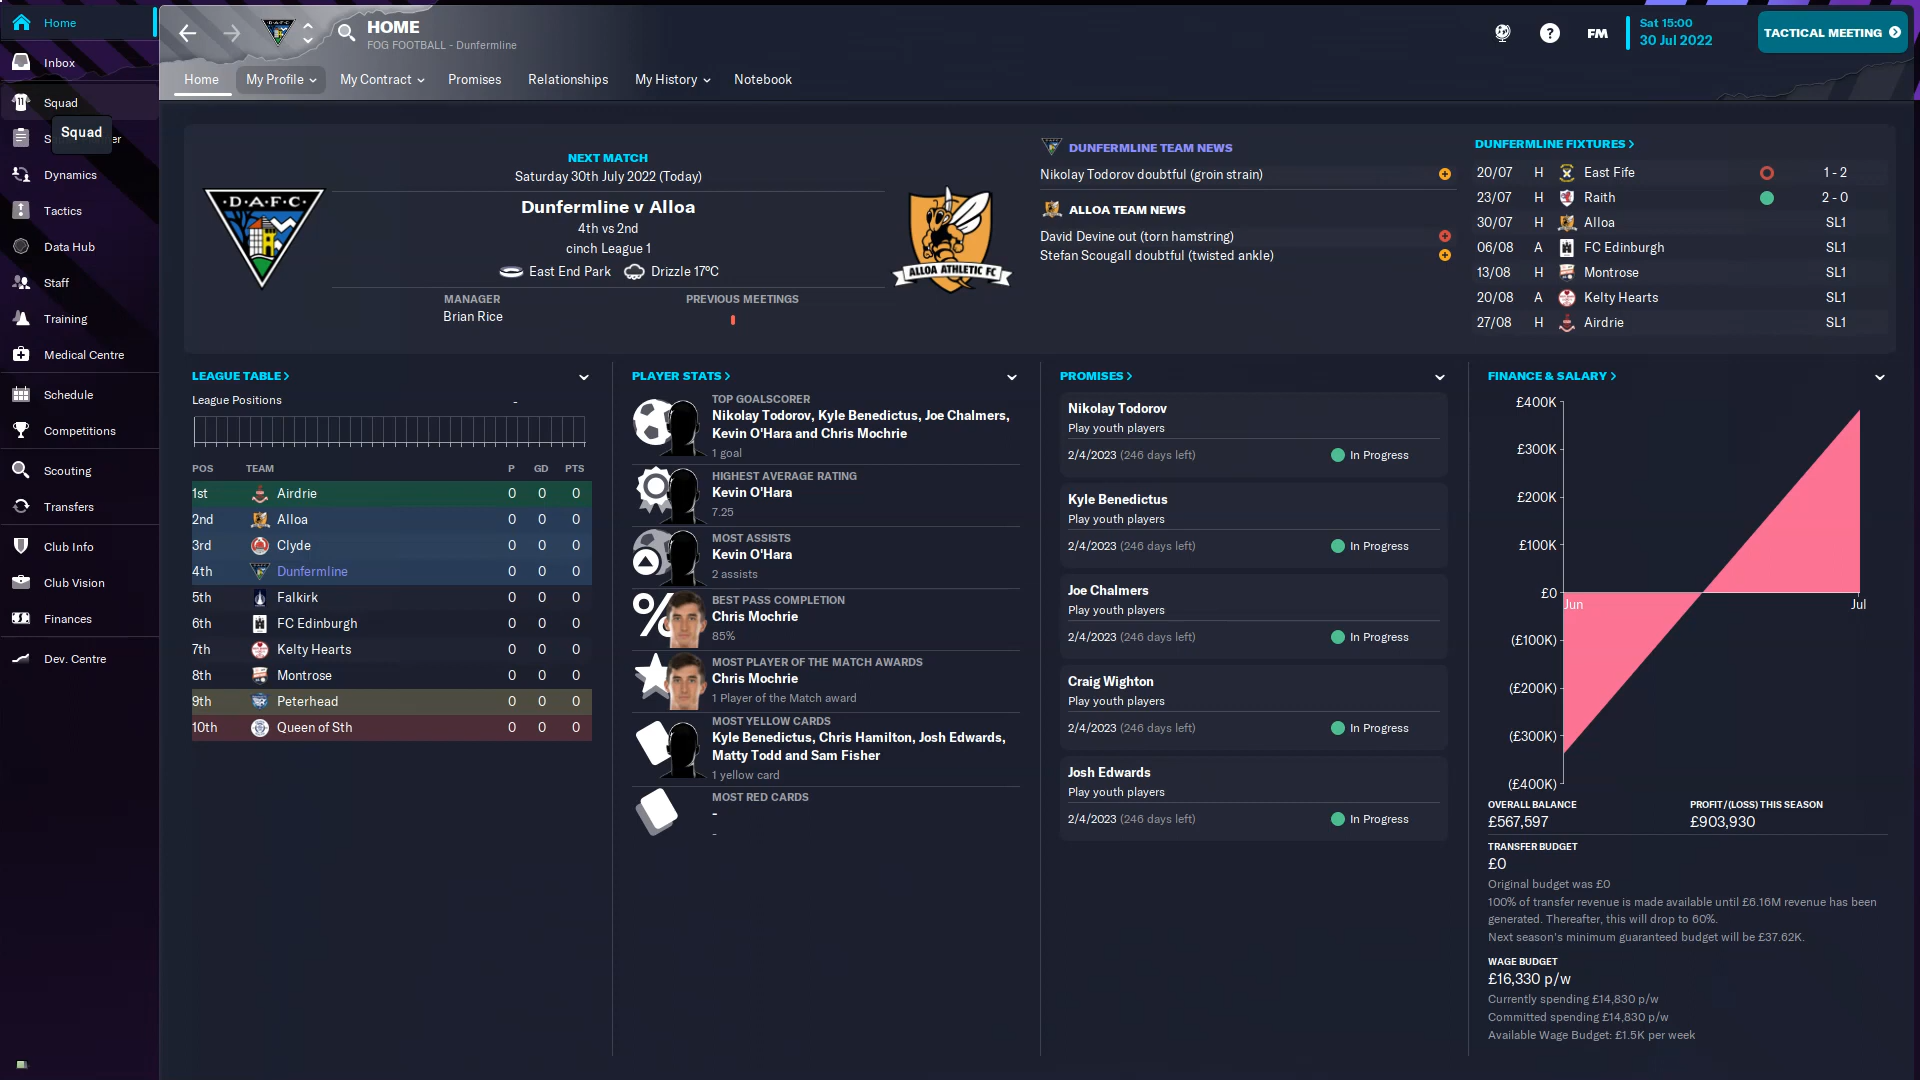 Home
Inbox
Squad
Squad
Dynamics
Tactics
Data Hub
Staff
Training
Medical Centre
Schedule
Competitions
Scouting
Transfers
Club Info
Club Vision
Finances
Dev. Centre
HOME
FOG FOOTBALL - Dunfermline
FM
Sat 15:00
30 Jul 2022
TACTICAL MEETING
Home My Profile My Contract Promises Relationships My History Notebook
D.A.F.C.
NEXT MATCH
Saturday 30th July 2022 (Today)
Dunfermline v Alloa
4th vs 2nd
cinch League 1
East End Park Drizzle 17ºC
MANAGER
Brian Rice
PREVIOUS MEETINGS
ALLOA ATHLETIC FC
DUNFERMLINE TEAM NEWS
Nikolay Todorov doubtful (groin strain)
ALLOA TEAM NEWS
David Devine out (torn hamstring)
Stefan Scougall doubtful (twisted ankle)
DUNFERMLINE FIXTURES
20/07 H East Fife 1 - 2
23/07 H Raith 2 - 0
30/07 H Alloa SL1
06/08 A FC Edinburgh SL1
13/08 H Montrose SL1
20/08 A Kelty Hearts SL1
27/08 H Airdrie SL1
LEAGUE TABLE
League Positions -
POS TEAM P GD PTS
1st Airdrie 0 0 0
2nd Alloa 0 0 0
3rd Clyde 0 0 0
4th Dunfermline 0 0 0
5th Falkirk 0 0 0
6th FC Edinburgh 0 0 0
7th Kelty Hearts 0 0 0
8th Montrose 0 0 0
9th Peterhead 0 0 0
10th Queen of Sth 0 0 0
PLAYER STATS
TOP GOALSCORER
Nikolay Todorov, Kyle Benedictus, Joe Chalmers,
Kevin O'Hara and Chris Mochrie
1 goal
HIGHEST AVERAGE RATING
Kevin O'Hara
7.25
MOST ASSISTS
Kevin O'Hara
2 assists
BEST PASS COMPLETION
Chris Mochrie
85%
MOST PLAYER OF THE MATCH AWARDS
Chris Mochrie
1 Player of the Match award
MOST YELLOW CARDS
Kyle Benedictus, Chris Hamilton, Josh Edwards,
Matty Todd and Sam Fisher
1 yellow card
MOST RED CARDS
-
-
PROMISES
Nikolay Todorov
Play youth players
2/4/2023 (246 days left) In Progress
Kyle Benedictus
Play youth players
2/4/2023 (246 days left) In Progress
Joe Chalmers
Play youth players
2/4/2023 (246 days left) In Progress
Craig Wighton
Play youth players
2/4/2023 (246 days left) In Progress
Josh Edwards
Play youth players
2/4/2023 (246 days left) In Progress
FINANCE & SALARY
£400K
£300K
£200K
£100K
£0
Jun Jul
(£100K)
(£200K)
(£300K)
(£400K)
OVERALL BALANCE
£567,597
PROFIT/(LOSS) THIS SEASON
£903,930
TRANSFER BUDGET
£0
Original budget was £0
100% of transfer revenue is made available until £6.16M revenue has been
generated. Thereafter, this will drop to 60%.
Next season's minimum guaranteed budget will be £37.62K.
WAGE BUDGET
£16,330 p/w
Currently spending £14,830 p/w
Committed spending £14,830 p/w
Available Wage Budget: £1.5K per week